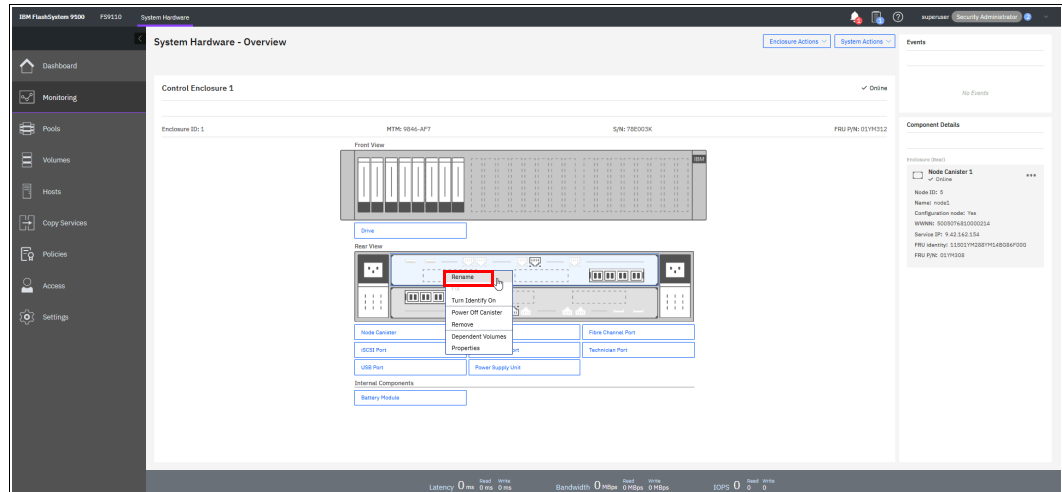 IBM FlashSystem 9100 FS9110 System Hardware
superuser Security Administrator
System Hardware - Overview
Enclosure Actions System Actions
Events
Dashboard
Monitoring
Pools
Volumes
Hosts
Copy Services
Policies
Access
Settings
Control Enclosure 1
Online
No Events
Enclosure ID: 1 MTM: 9846-AF7 S/N: 78E003K FRU P/N: 01YM312
Front View
IBM
Drive
Rear View
Rename
Turn Identify On
Power Off Canister
Remove
Dependent Volumes
Properties
Node Canister Fibre Channel Port
iSCSI Port Technician Port
USB Port Power Supply Unit
Internal Components
Battery Module
Component Details
Enclosure (Rear)
Node Canister 1
Online
Node ID: 3
Name: node1
Configuration node: Yes
WWNN: 5005076810000214
Service IP: 9.42.162.154
FRU P/N: 01YM308
Latency 0 ms Read 0 ms Write 0 ms Bandwidth 0 MBps Read 0 MBps Write 0 MBps IOPS 0 Read 0 Write 0